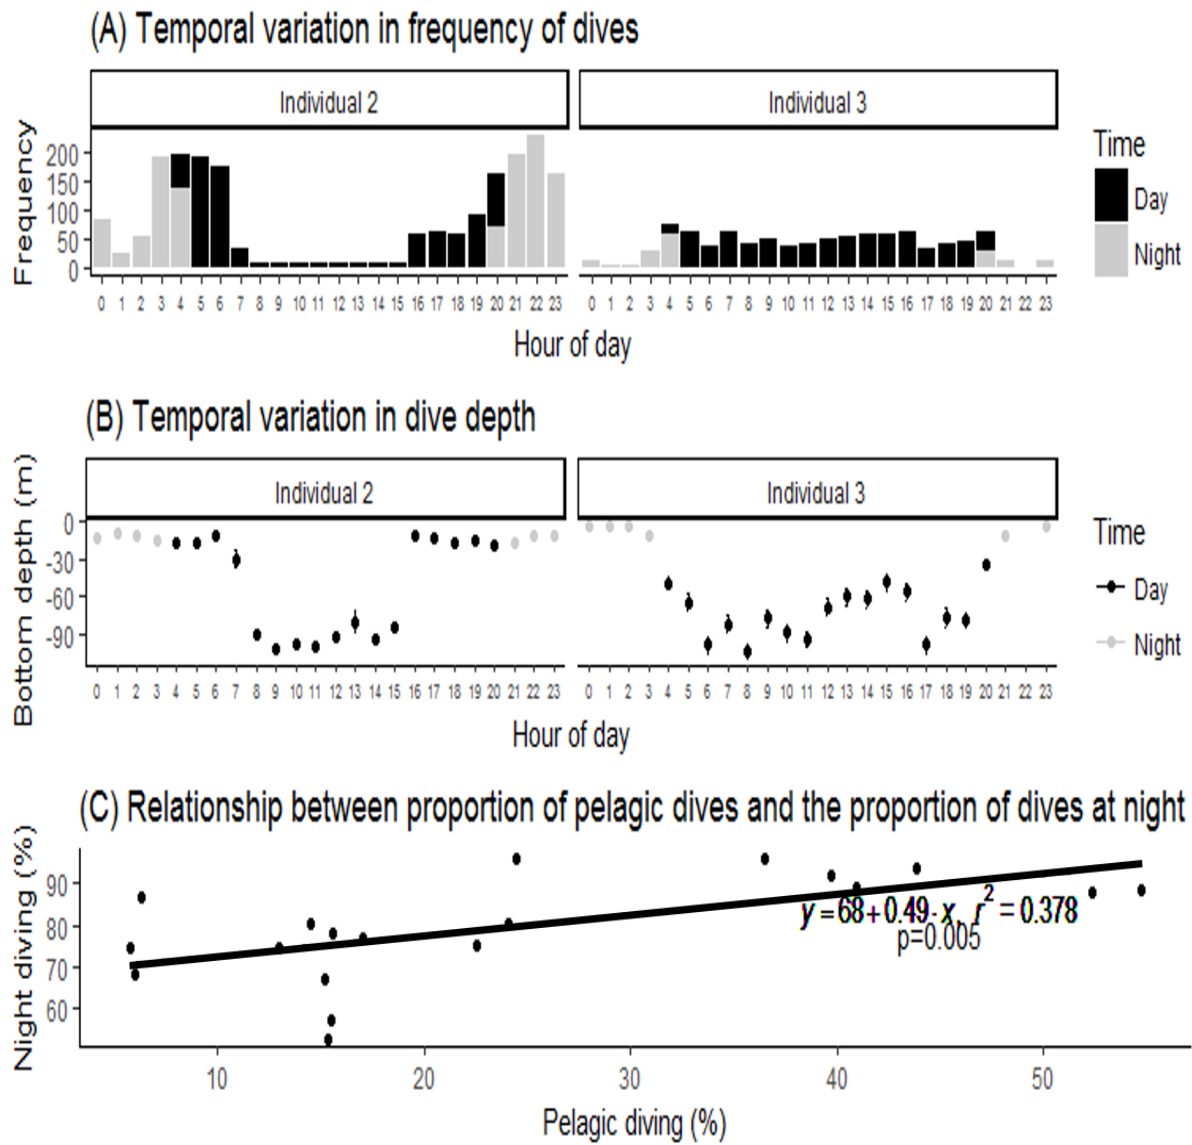 (A) Temporal variation in frequency of dives
Individual 2 Individual 3
Frequency
200
150
100
50
0
0 1 2 3 4 5 6 7 8 9 10 11 12 13 14 15 16 17 18 19 20 21 22 23
0 1 2 3 4 5 6 7 8 9 10 11 12 13 14 15 16 17 18 19 20 21 22 23
Hour of day
Time
Day
Night
(B) Temporal variation in dive depth
Individual 2 Individual 3
Bottom depth (m)
0
-30
-60
-90
0 1 2 3 4 5 6 7 8 9 10 11 12 13 14 15 16 17 18 19 20 21 22 23
0 1 2 3 4 5 6 7 8 9 10 11 12 13 14 15 16 17 18 19 20 21 22 23
Hour of day
Time
Day
Night
(C) Relationship between proportion of pelagic dives and the proportion of dives at night
Night diving (%)
90
80
70
60
y = 68 + 0.49 · x, r² = 0.378
p=0.005
10 20 30 40 50
Pelagic diving (%)